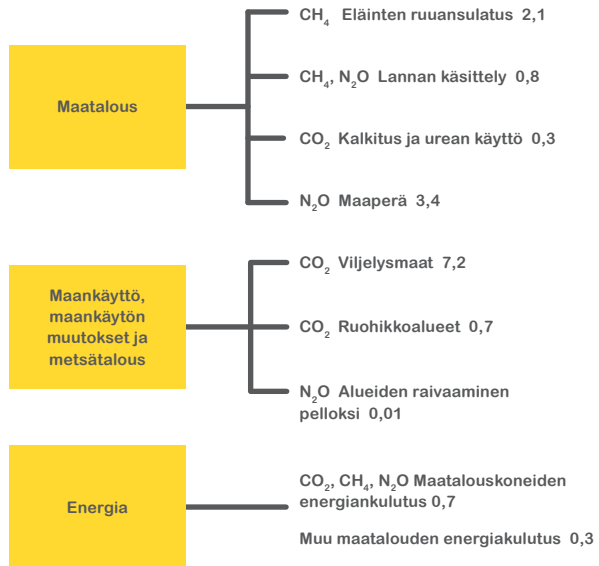 Maatalous
CH₄ Eläinten ruuansulatus 2,1
CH₄, N₂O Lannan käsittely 0,8
CO₂ Kalkitus ja urean käyttö 0,3
N₂O Maaperä 3,4
Maankäyttö,
maankäytön
muutokset ja
metsätalous
CO₂ Viljelysmaat 7,2
CO₂ Ruohikkoalueet 0,7
N₂O Alueiden raivaaminen
pelloksi 0,01
Energia
CO₂, CH₄, N₂O Maatalouskoneiden
energiankulutus 0,7
Muu maatalouden energiakulutus 0,3